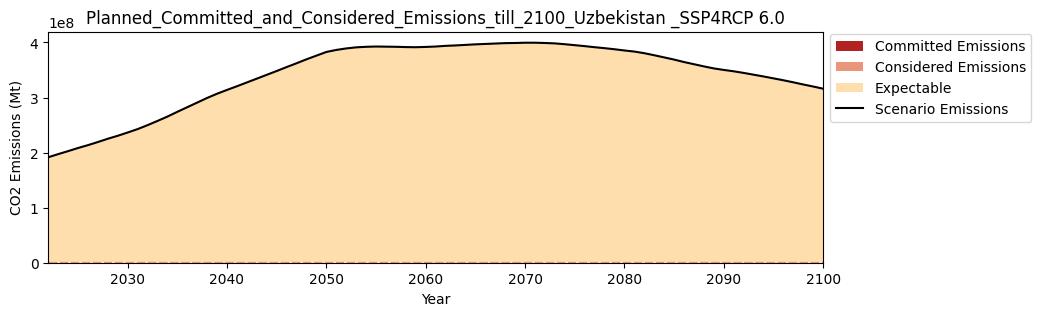 Planned_Committed_and_Considered_Emissions_till_2100_Uzbekistan _SSP4RCP 6.0
1e8
4
3
2
1
0
CO2 Emissions (Mt)
2030 2040 2050 2060 2070 2080 2090 2100
Year
Committed Emissions
Considered Emissions
Expectable
Scenario Emissions